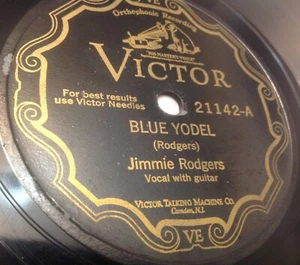 VE
Orthophonic Recording
"HIS MASTER'S VOICE"
VICTOR
For best results
use Victor Needles
21142-A
BLUE YODEL
(Rodgers)
Jimmie Rodgers
Vocal with guitar
VICTOR TALKING MACHINE CO.
Camden, N.J.
VE